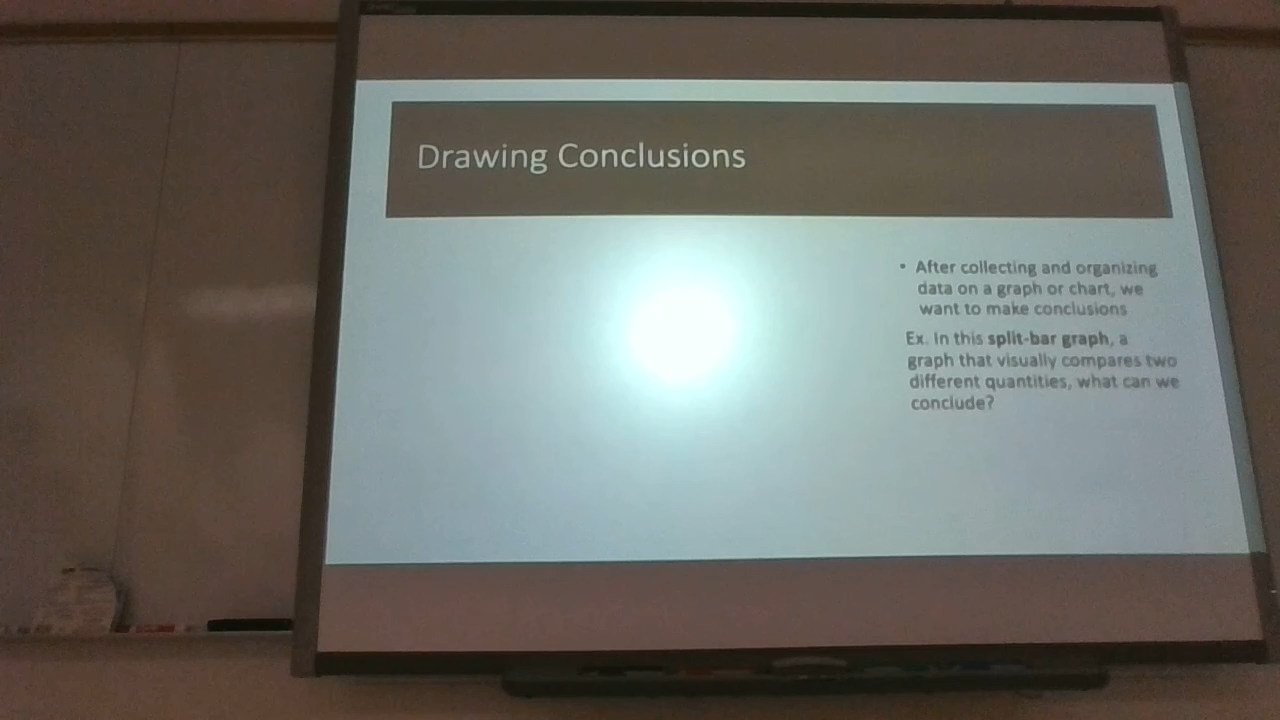 Drawing Conclusions
• After collecting and organizing
data on a graph or chart, we
want to make conclusions
Ex. In this split-bar graph, a
graph that visually compares two
different quantities, what can we
conclude?